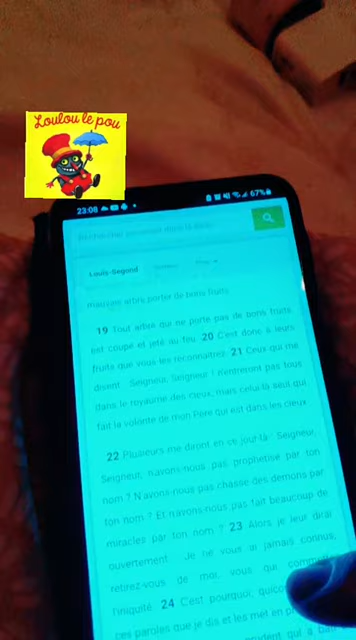 Loulou le pou
23:08
67%
Louis-Segond
mauvais arbre porter de bons fruits
19 Tout arbre qui ne porte pas de bons fruits
est coupé et jeté au feu. 20 C'est donc à leurs
fruits que vous les reconnaîtrez. 21 Ceux qui me
disent : Seigneur, Seigneur ! n'entreront pas tous
dans le royaume des cieux, mais celui-là seul qui
fait la volonté de mon Père qui est dans les cieux.
22 Plusieurs me diront en ce jour-là : Seigneur,
Seigneur, n'avons-nous pas prophétisé par ton
nom ? N'avons-nous pas chassé des démons par
ton nom ? Et n'avons-nous pas fait beaucoup de
miracles par ton nom ? 23 Alors je leur dirai
ouvertement : Je ne vous ai jamais connus,
retirez-vous de moi, vous qui
l'iniquité. 24 C'est pourquoi,
ces paroles que je dis et les met en